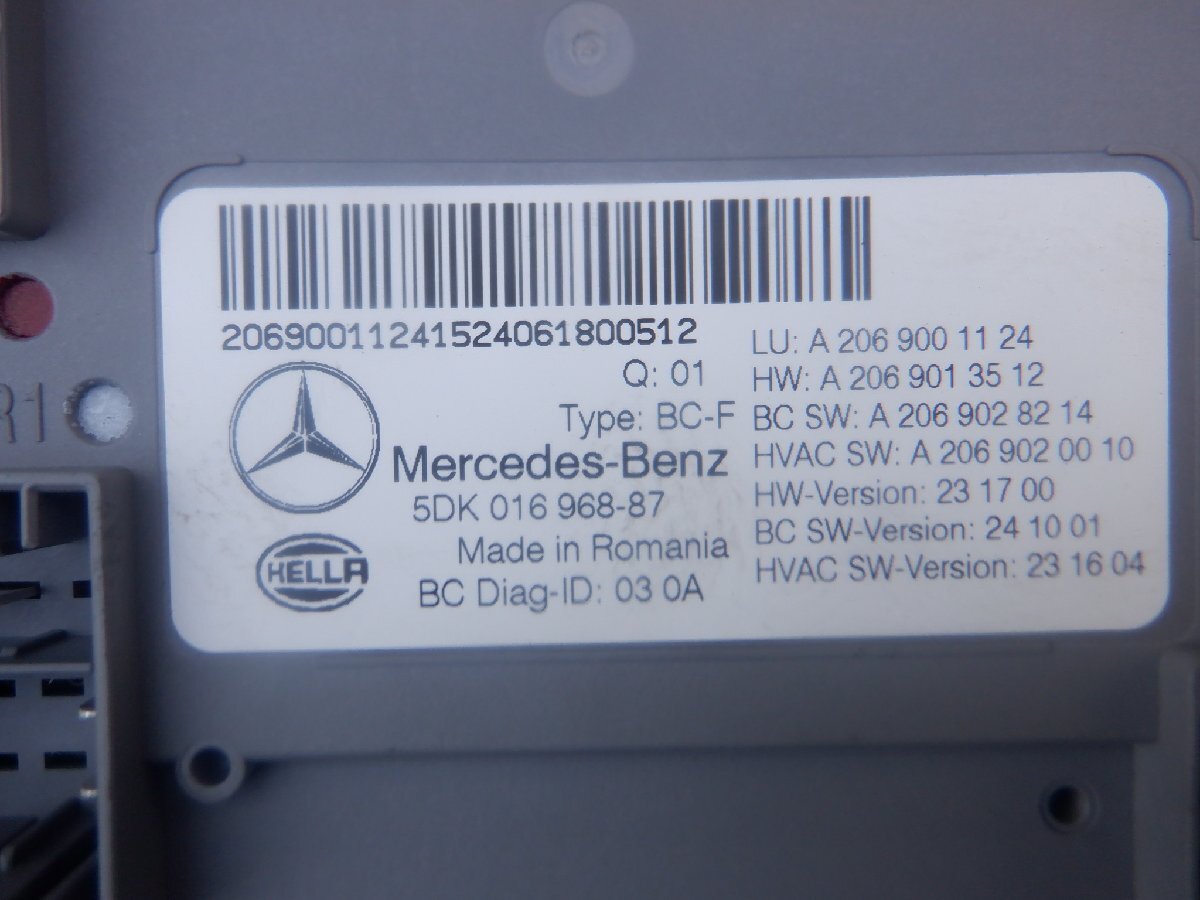 2069001124152406180​0512
Q: 01
Type: BC-F
Mercedes-Benz
5DK 016 968-87
Made in Romania
HELLA
BC Diag-ID: 03 0A
LU: A 206 900 11 24
HW: A 206 901 35 12
BC SW: A 206 902 82 14
HVAC SW: A 206 902 00 10
HW-Version: 23 17 00
BC SW-Version: 24 10 01
HVAC SW-Version: 23 16 04
R1